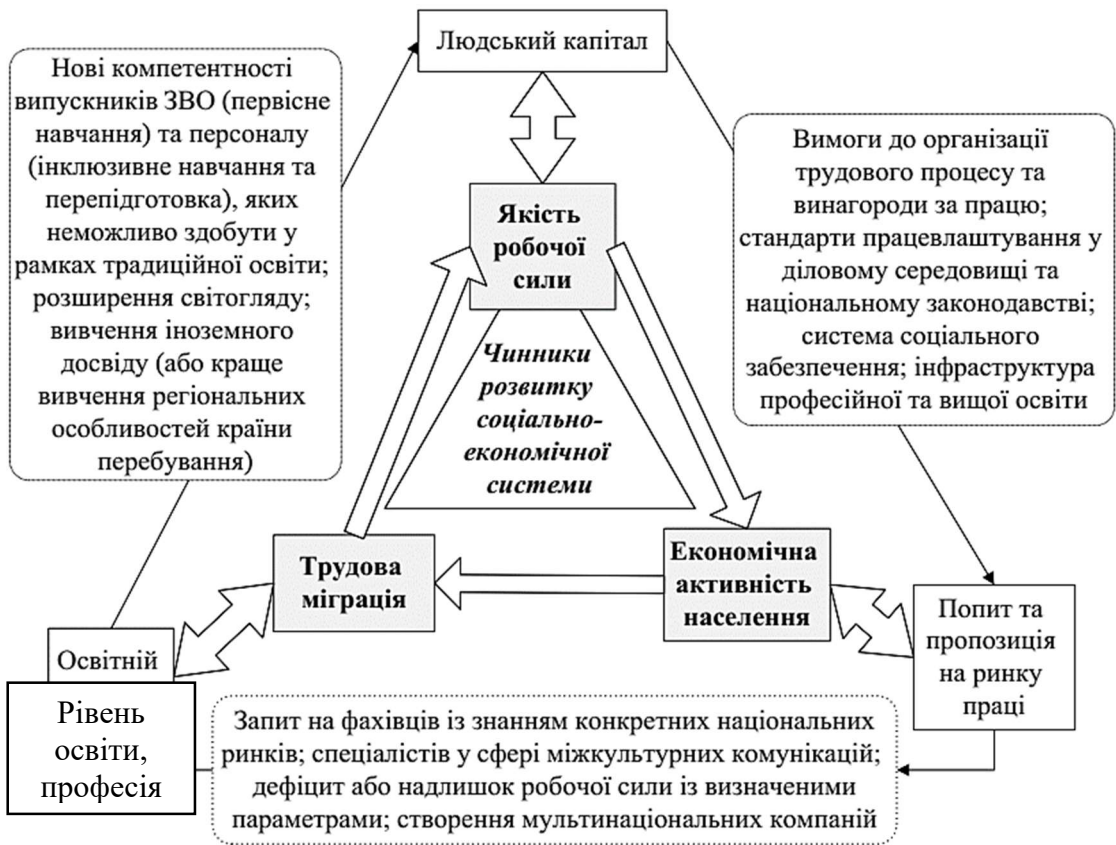 Людський капітал
Нові компетентності
випускників ЗВО (первісне
навчання) та персоналу
(інклюзивне навчання та
перепідготовка), яких
неможливо здобути у
рамках традиційної освіти;
розширення світогляду;
вивчення іноземного
досвіду (або краще
вивчення регіональних
особливостей країни
перебування)
Вимоги до організації
трудового процесу та
винагороди за працю;
стандарти працевлаштування у
діловому середовищі та
національному законодавстві;
система соціального
забезпечення; інфраструктура
професійної та вищої освіти
Якість
робочої
сили
Чинники
розвитку
соціально-
економічної
системи
Трудова
міграція
Економічна
активність
населення
Попит та
пропозиція
на ринку
праці
Освітній
Рівень
освіти,
професія
Запит на фахівців із знанням конкретних національних
ринків; спеціалістів у сфері міжкультурних комунікацій;
дефіцит або надлишок робочої сили із визначеними
параметрами; створення мультинаціональних компаній